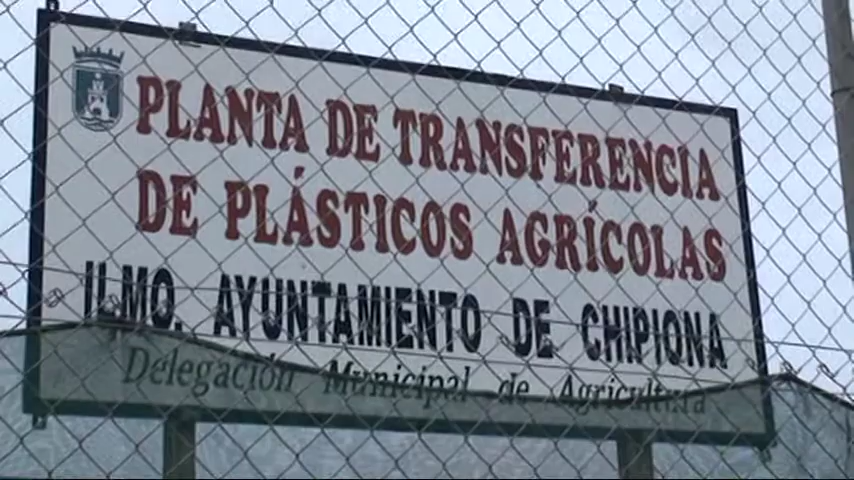 PLANTA DE TRANSFERENCIA
DE PLÁSTICOS AGRÍCOLAS
ILMO. AYUNTAMIENTO DE CHIPIONA
Delegación Municipal de Agricultura